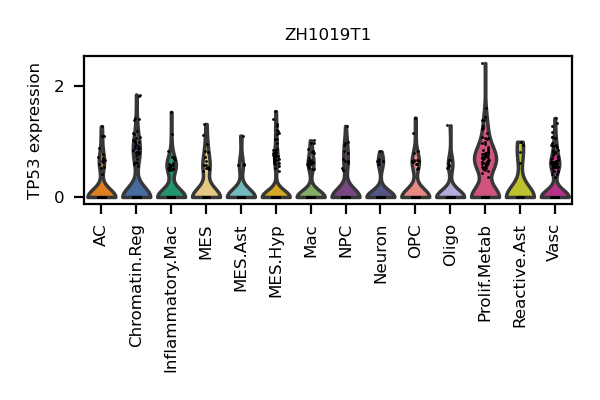 ZH1019T1
TP53 expression
2
0
AC
Chromatin.Reg
Inflammatory.Mac
MES
MES.Ast
MES.Hyp
Mac
NPC
Neuron
OPC
Oligo
Prolif.Metab
Reactive.Ast
Vasc